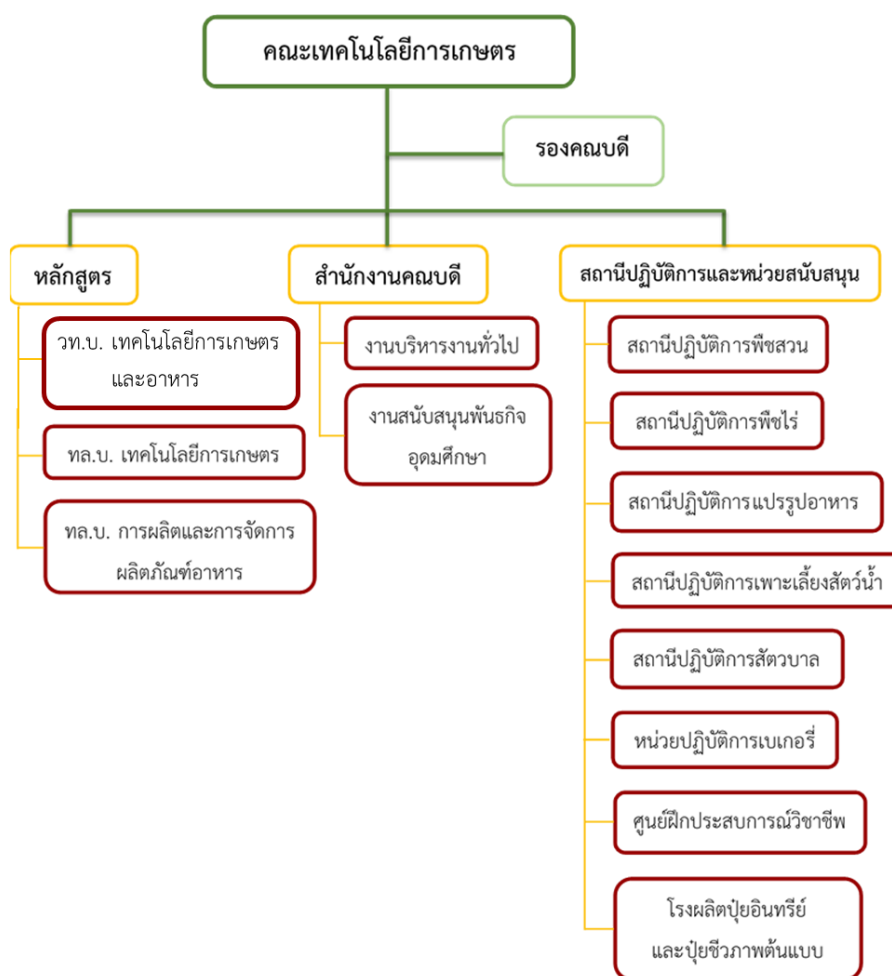 คณะเทคโนโลยีการเกษตร
รองคณบดี
หลักสูตร
วท.บ. เทคโนโลยีการเกษตร
และอาหาร
ทล.บ. เทคโนโลยีการเกษตร
ทล.บ. การผลิตและการจัดการ
ผลิตภัณฑ์อาหาร
สำนักงานคณบดี
งานบริหารงานทั่วไป
งานสนับสนุนพันธกิจ
อุดมศึกษา
สถานีปฏิบัติการและหน่วยสนับสนุน
สถานีปฏิบัติการพืชสวน
สถานีปฏิบัติการพืชไร่
สถานีปฏิบัติการแปรรูปอาหาร
สถานีปฏิบัติการเพาะเลี้ยงสัตว์น้ำ
สถานีปฏิบัติการสัตวบาล
หน่วยปฏิบัติการเบเกอรี่
ศูนย์ฝึกประสบการณ์วิชาชีพ
โรงผลิตปุ๋ยอินทรีย์
และปุ๋ยชีวภาพต้นแบบ